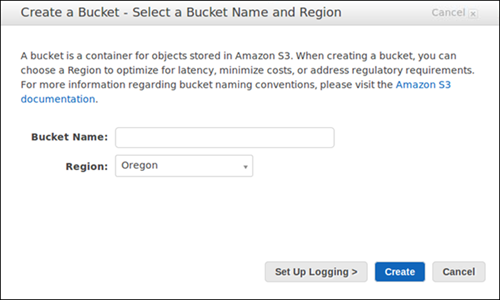 Create a Bucket - Select a Bucket Name and Region
Cancel x
A bucket is a container for objects stored in Amazon S3. When creating a bucket, you can
choose a Region to optimize for latency, minimize costs, or address regulatory requirements.
For more information regarding bucket naming conventions, please visit the Amazon S3
documentation.
Bucket Name:
Region: Oregon
Set Up Logging > Create Cancel